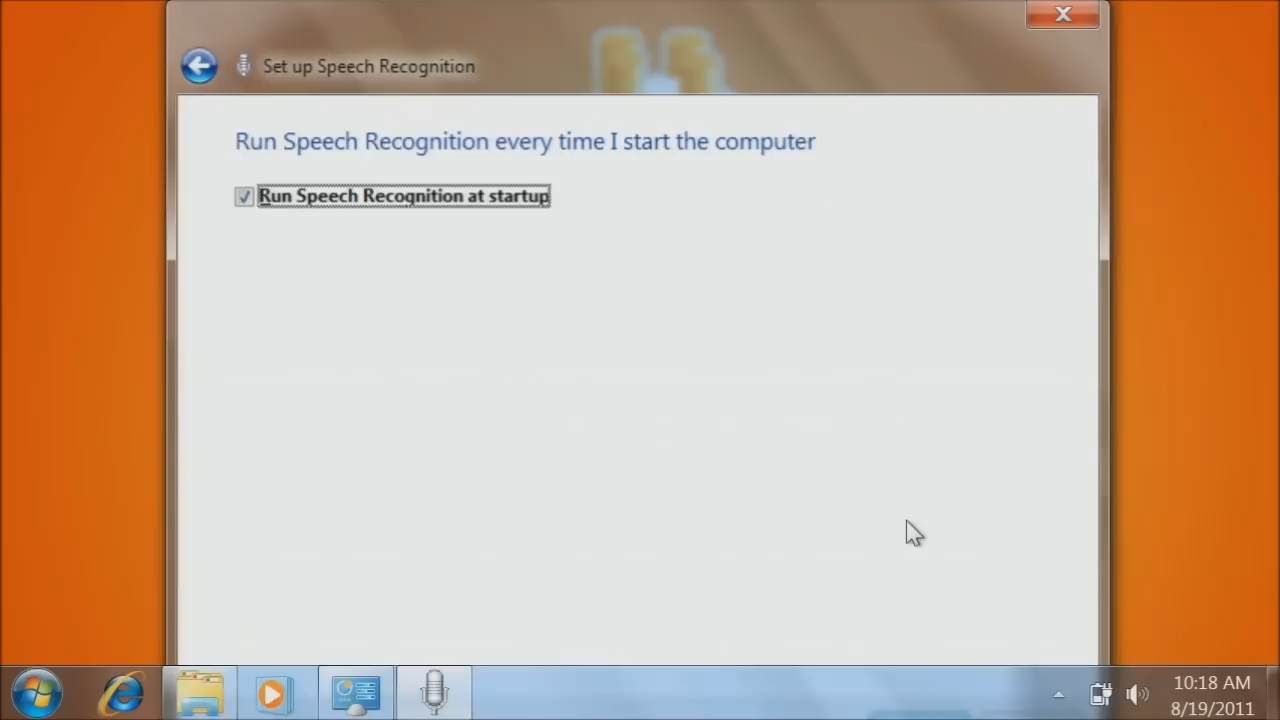 Set up Speech Recognition
Run Speech Recognition every time I start the computer
Run Speech Recognition at startup
10:18 AM
8/19/2011